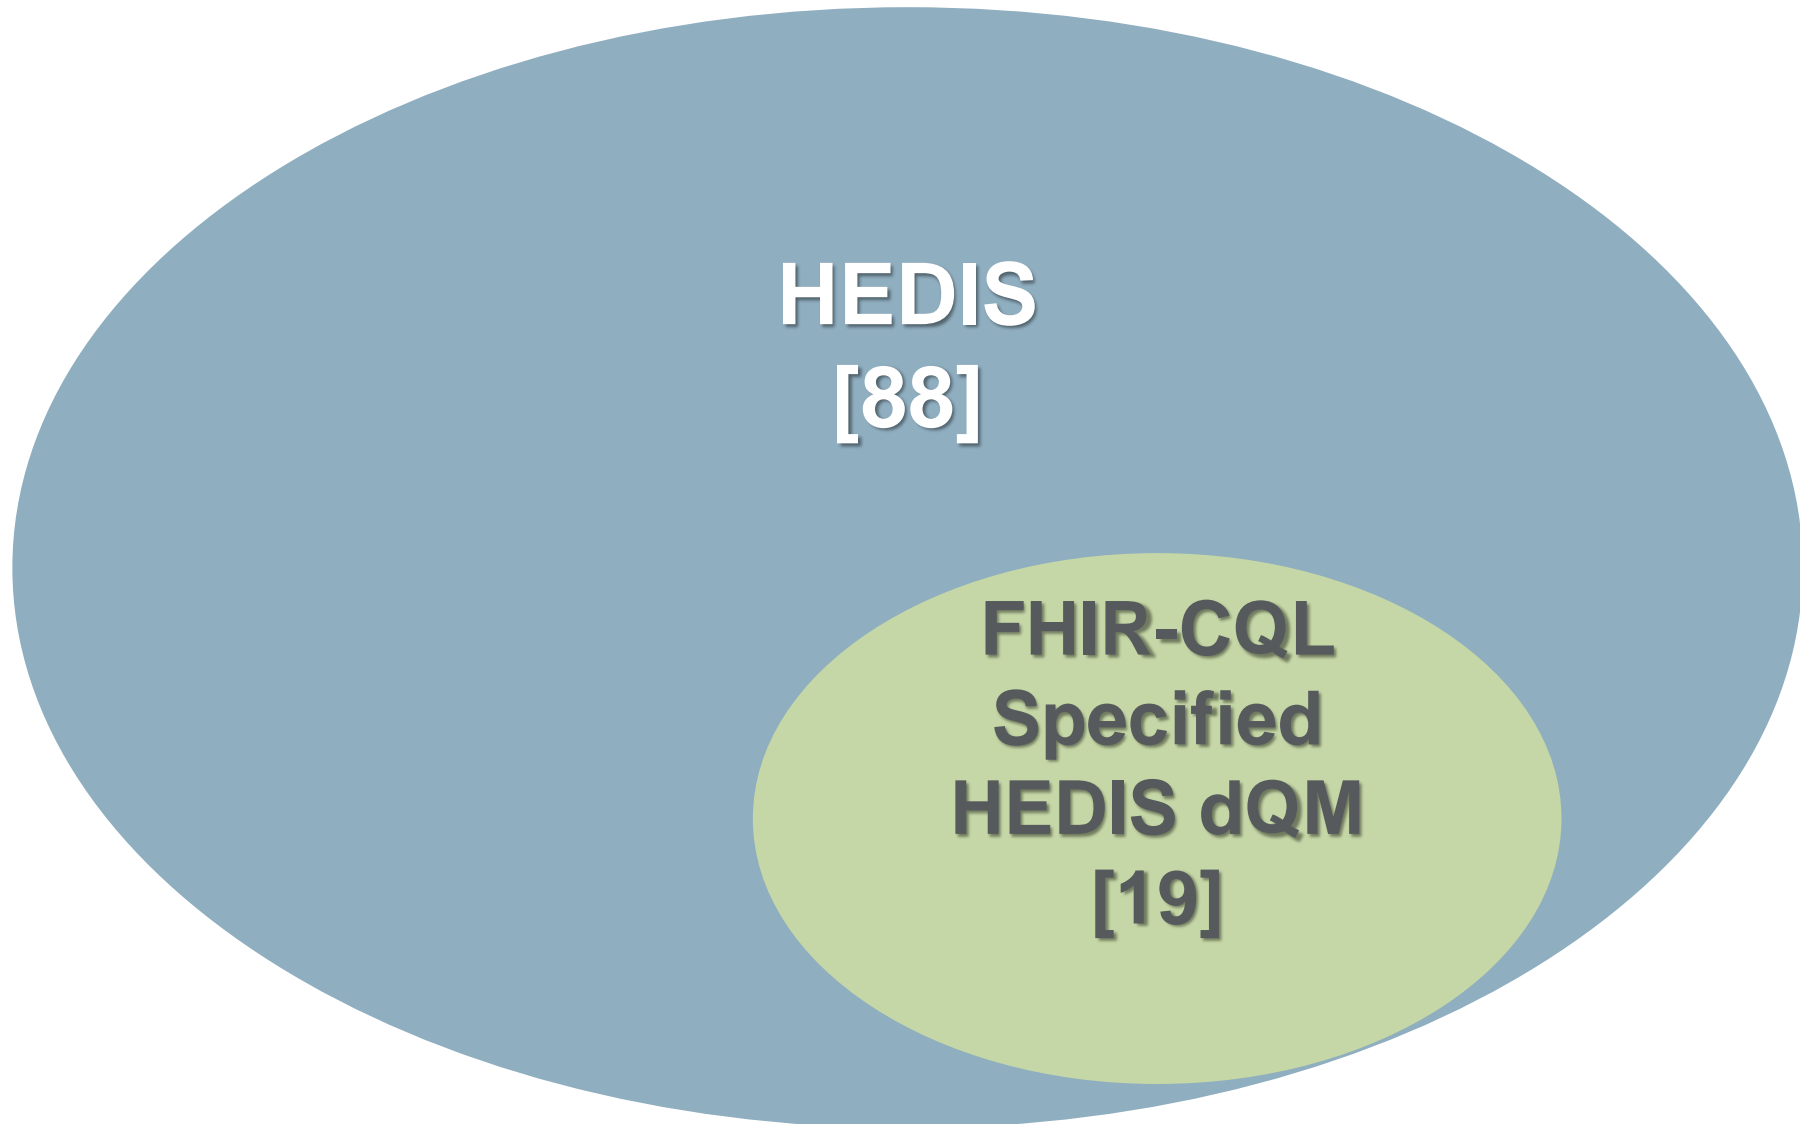 HEDIS
[88]
FHIR-CQL
Specified
HEDIS dQM
[19]